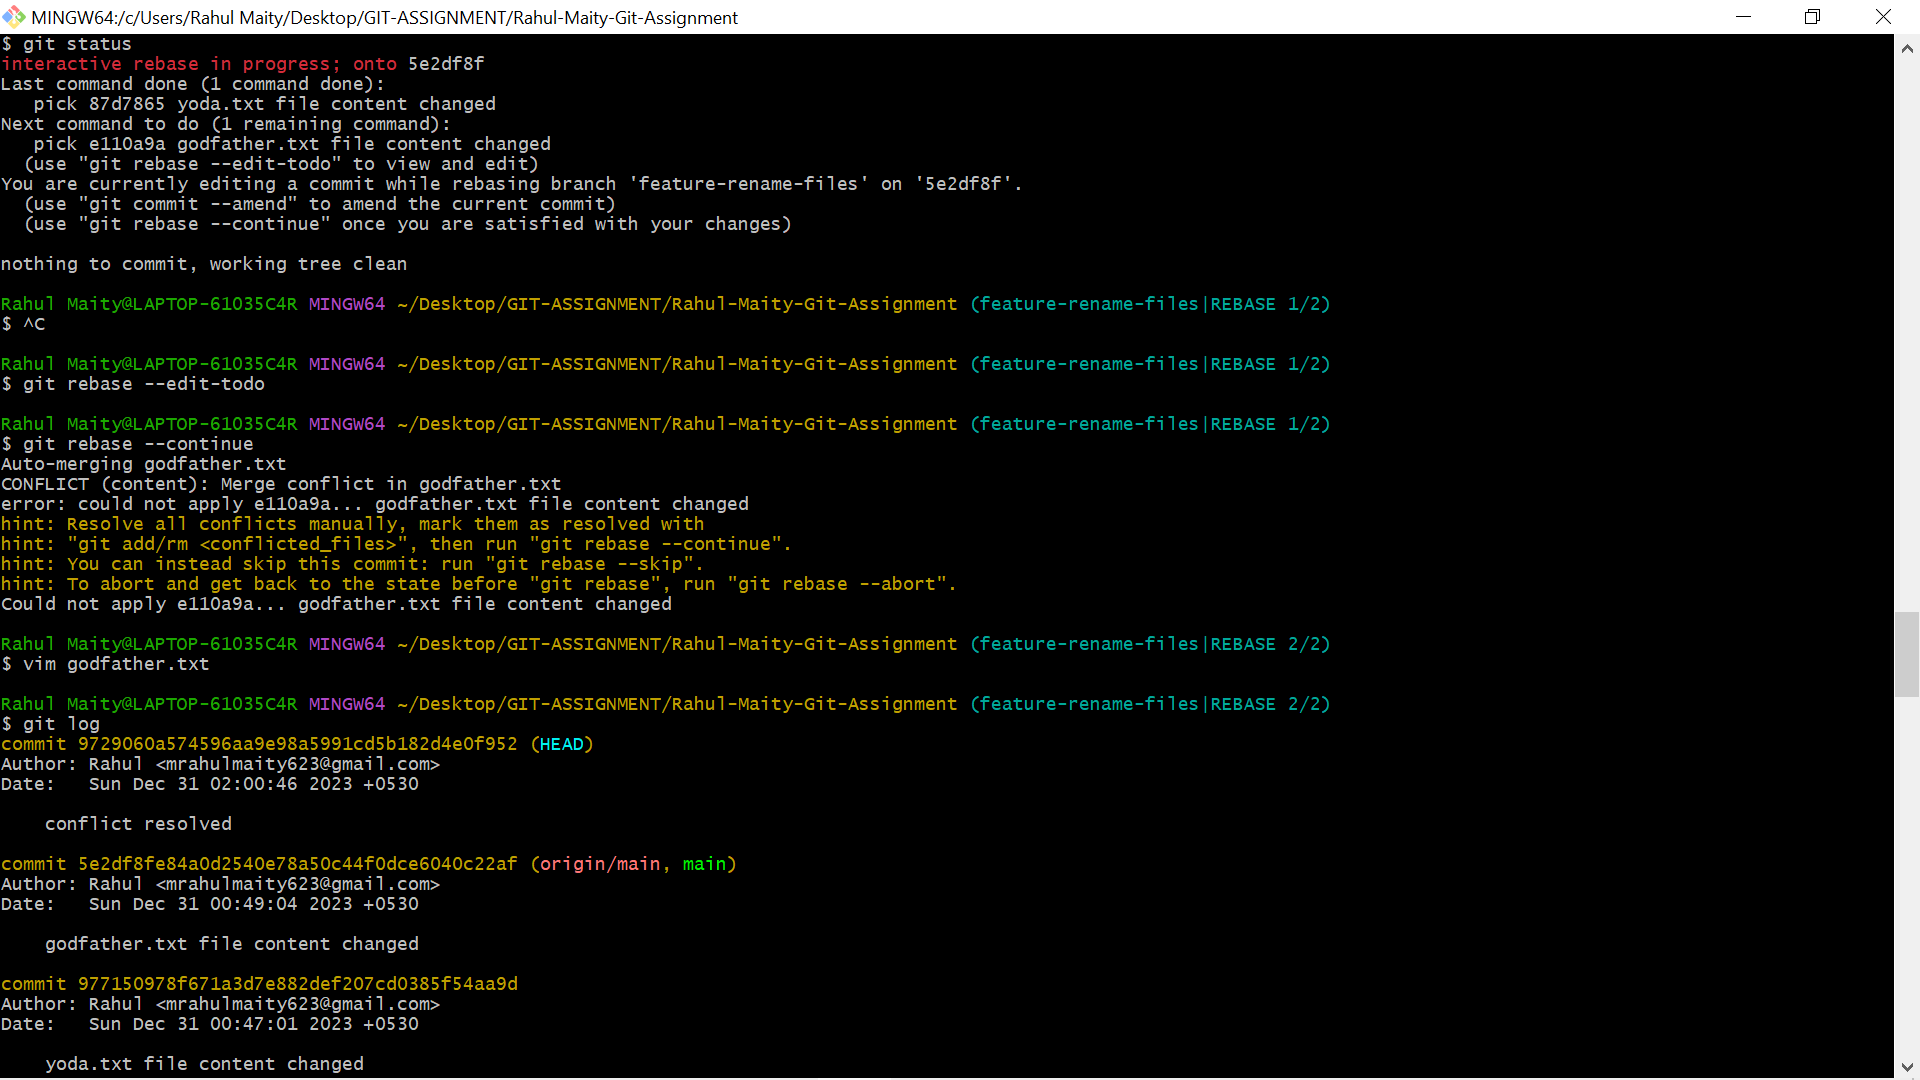 MINGW64:/c/Users/Rahul Maity/Desktop/GIT-ASSIGNMENT/Rahul-Maity-Git-Assignment
$ git status
interactive rebase in progress; onto 5e2df8f
Last command done (1 command done):
   pick 87d7865 yoda.txt file content changed
Next command to do (1 remaining command):
   pick e110a9a godfather.txt file content changed
  (use "git rebase --edit-todo" to view and edit)
You are currently editing a commit while rebasing branch 'feature-rename-files' on '5e2df8f'.
  (use "git commit --amend" to amend the current commit)
  (use "git rebase --continue" once you are satisfied with your changes)
nothing to commit, working tree clean
Rahul Maity@LAPTOP-61O35C4R MINGW64 ~/Desktop/GIT-ASSIGNMENT/Rahul-Maity-Git-Assignment (feature-rename-files|REBASE 1/2)
$ ^C
Rahul Maity@LAPTOP-61O35C4R MINGW64 ~/Desktop/GIT-ASSIGNMENT/Rahul-Maity-Git-Assignment (feature-rename-files|REBASE 1/2)
$ git rebase --edit-todo
Rahul Maity@LAPTOP-61O35C4R MINGW64 ~/Desktop/GIT-ASSIGNMENT/Rahul-Maity-Git-Assignment (feature-rename-files|REBASE 1/2)
$ git rebase --continue
Auto-merging godfather.txt
CONFLICT (content): Merge conflict in godfather.txt
error: could not apply e110a9a... godfather.txt file content changed
hint: Resolve all conflicts manually, mark them as resolved with
hint: "git add/rm <conflicted_files>", then run "git rebase --continue".
hint: You can instead skip this commit: run "git rebase --skip".
hint: To abort and get back to the state before "git rebase", run "git rebase --abort".
Could not apply e110a9a... godfather.txt file content changed
Rahul Maity@LAPTOP-61O35C4R MINGW64 ~/Desktop/GIT-ASSIGNMENT/Rahul-Maity-Git-Assignment (feature-rename-files|REBASE 2/2)
$ vim godfather.txt
Rahul Maity@LAPTOP-61O35C4R MINGW64 ~/Desktop/GIT-ASSIGNMENT/Rahul-Maity-Git-Assignment (feature-rename-files|REBASE 2/2)
$ git log
commit 9729060a574596aa9e98a5991cd5b182d4e0f952 (HEAD)
Author: Rahul <mrahulmaity623@gmail.com>
Date:   Sun Dec 31 02:00:46 2023 +0530
    conflict resolved
commit 5e2df8fe84a0d2540e78a50c44f0dce6040c22af (origin/main, main)
Author: Rahul <mrahulmaity623@gmail.com>
Date:   Sun Dec 31 00:49:04 2023 +0530
    godfather.txt file content changed
commit 977150978f671a3d7e882def207cd0385f54aa9d
Author: Rahul <mrahulmaity623@gmail.com>
Date:   Sun Dec 31 00:47:01 2023 +0530
    yoda.txt file content changed